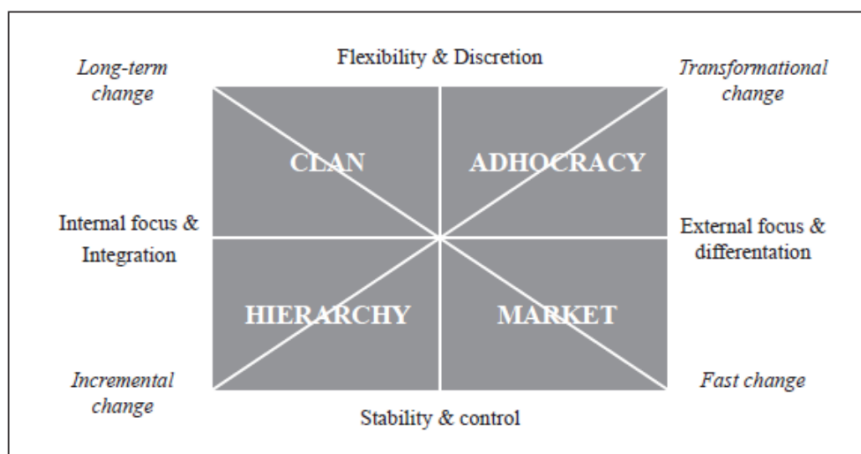 Long-term
change
Flexibility & Discretion
Transformational
change
CLAN
ADHOCRACY
Internal focus &
Integration
External focus &
differentation
HIERARCHY
MARKET
Incremental
change
Stability & control
Fast change